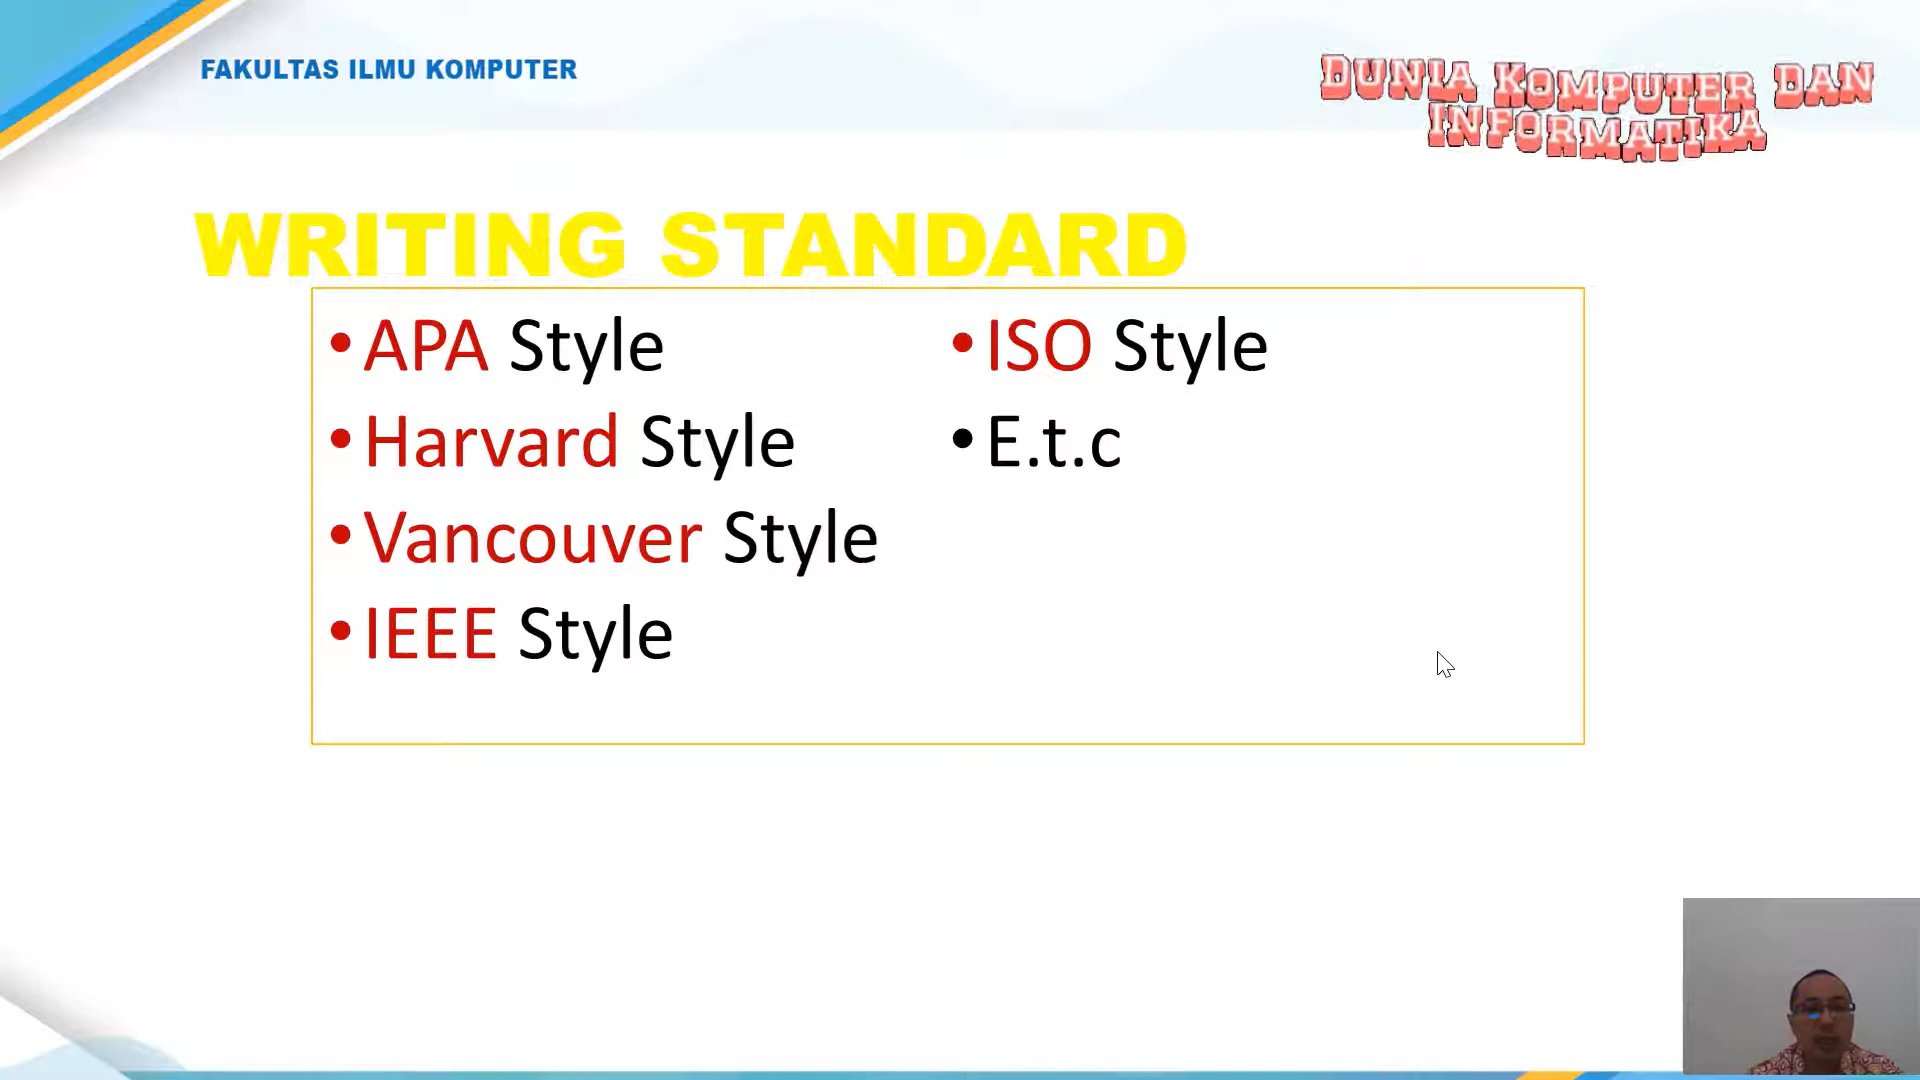 FAKULTAS ILMU KOMPUTER
DUNIA KOMPUTER DAN
INFORMATIKA
WRITING STANDARD
•APA Style
•Harvard Style
•Vancouver Style
•IEEE Style
•ISO Style
•E.t.c